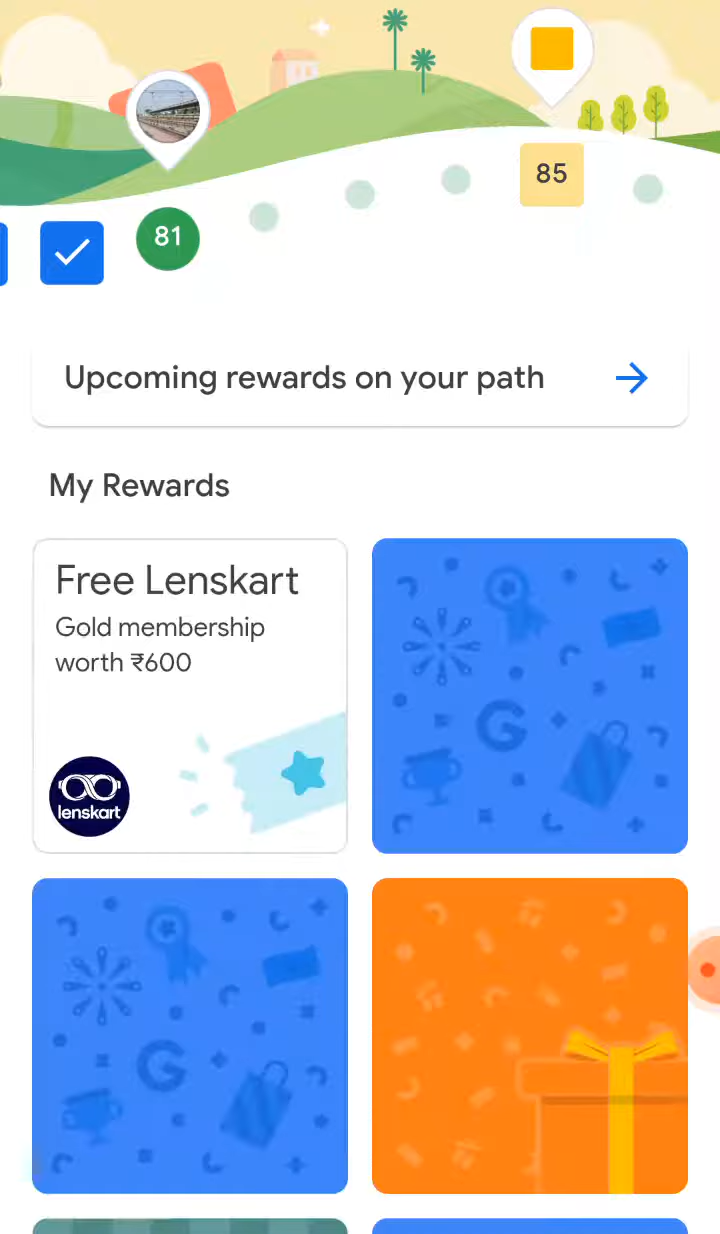 85
81
Upcoming rewards on your path
My Rewards
Free Lenskart
Gold membership
worth ₹600
lenskart
G
G